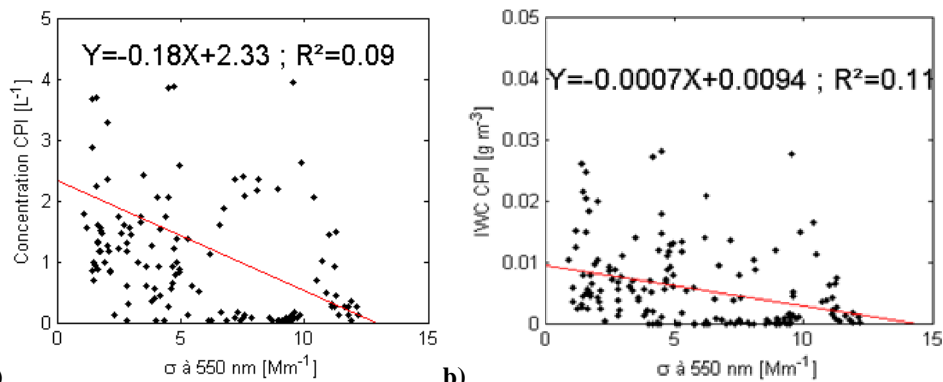 5
4
3
2
1
0
Concentration CPI [L⁻¹]
Y=-0.18X+2.33 ; R²=0.09
0 5 10 15
σ à 550 nm [Mm⁻¹]
b)
0.05
0.04
0.03
0.02
0.01
0
IWC CPI [g m⁻³]
Y=-0.0007X+0.0094 ; R²=0.11
0 5 10 15
σ à 550 nm [Mm⁻¹]